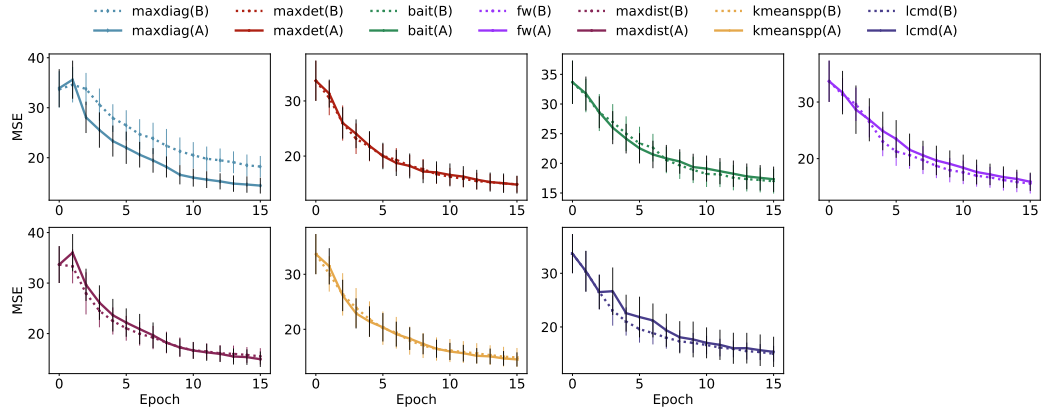 maxdiag(B) maxdet(B) bait(B) fw(B) maxdist(B) kmeanspp(B) lcmd(B)
maxdiag(A) maxdet(A) bait(A) fw(A) maxdist(A) kmeanspp(A) lcmd(A)
MSE
40
30
20
0 5 10 15
30
20
0 5 10 15
35
30
25
20
15
0 5 10 15
30
20
0 5 10 15
MSE
40
30
20
0 5 10 15
Epoch
30
20
0 5 10 15
Epoch
30
20
0 5 10 15
Epoch